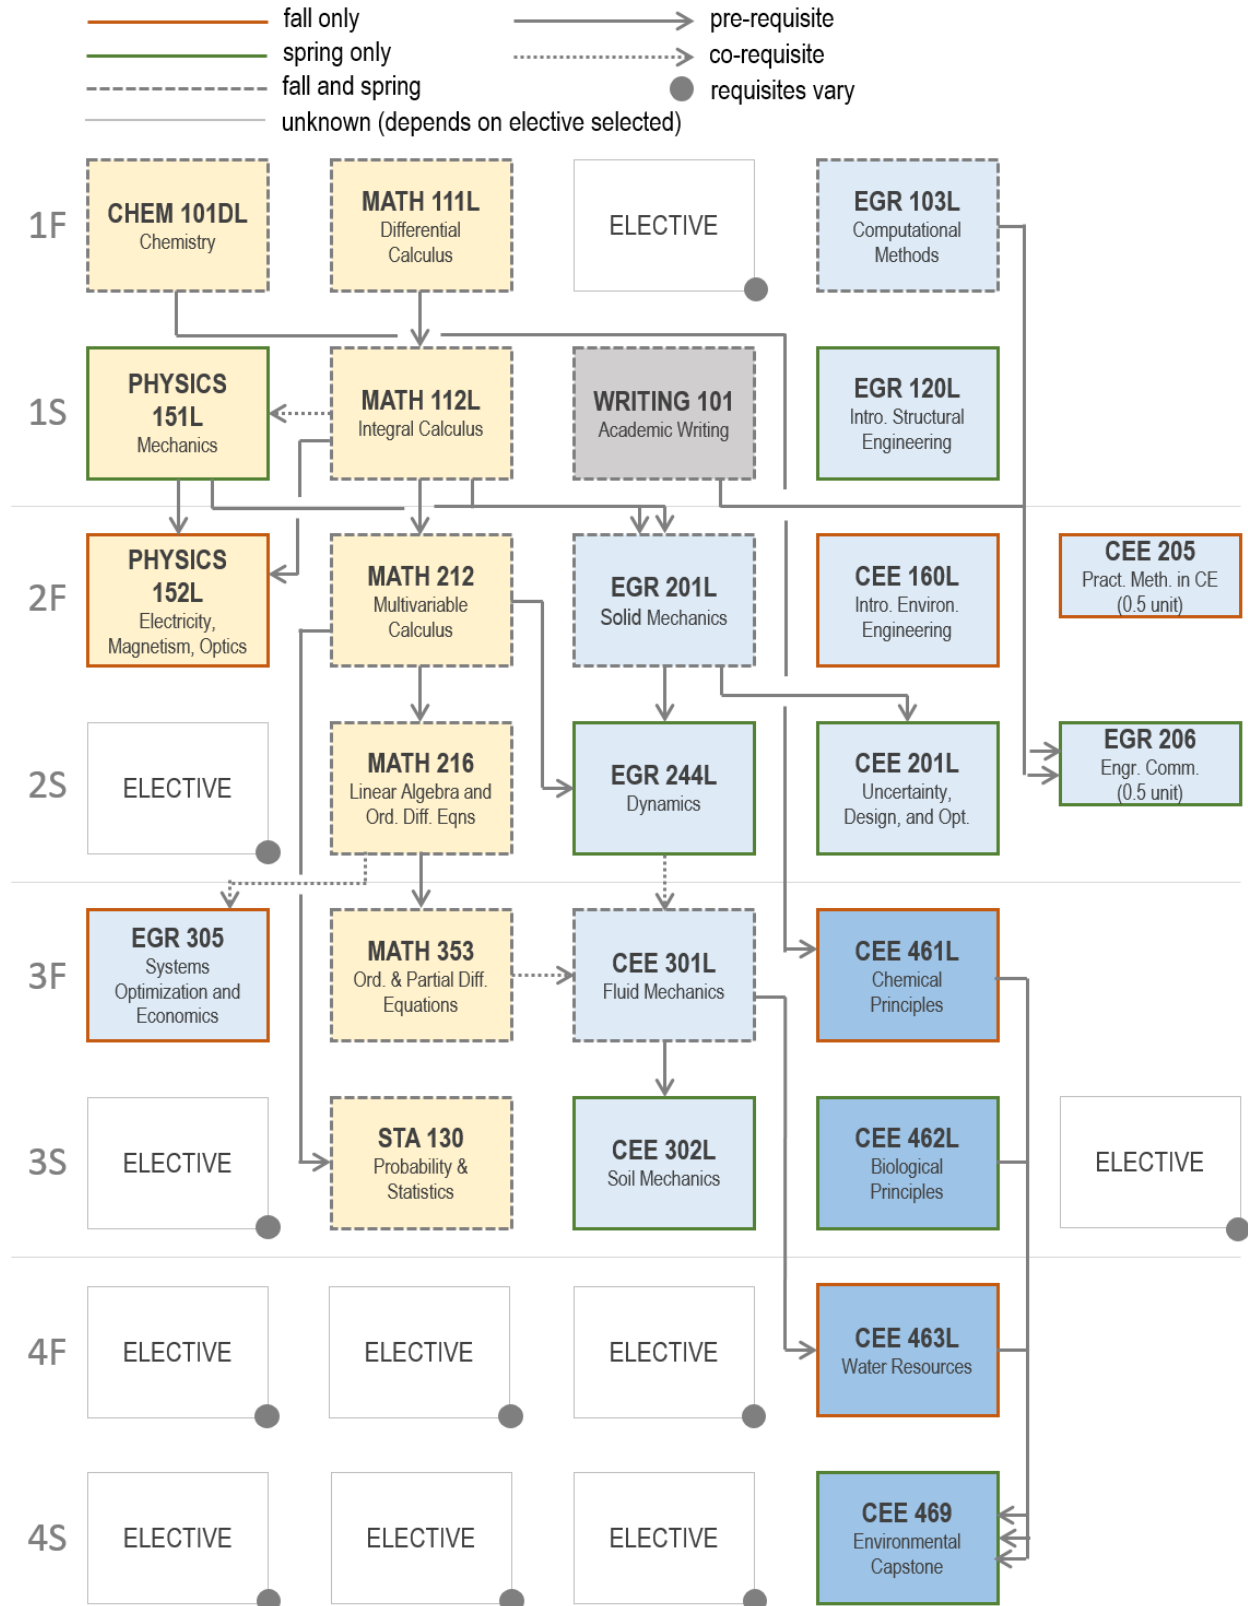 fall only
pre-requisite
spring only
co-requisite
fall and spring
requisites vary
unknown (depends on elective selected)
1F
CHEM 101DL
Chemistry
MATH 111L
Differential
Calculus
ELECTIVE
EGR 103L
Computational
Methods
1S
PHYSICS
151L
Mechanics
MATH 112L
Integral Calculus
WRITING 101
Academic Writing
EGR 120L
Intro. Structural
Engineering
2F
PHYSICS
152L
Electricity,
Magnetism, Optics
MATH 212
Multivariable
Calculus
EGR 201L
Solid Mechanics
CEE 160L
Intro. Environ.
Engineering
CEE 205
Pract. Meth. in CE
(0.5 unit)
2S
ELECTIVE
MATH 216
Linear Algebra and
Ord. Diff. Eqns
EGR 244L
Dynamics
CEE 201L
Uncertainty,
Design, and Opt.
EGR 206
Engr. Comm.
(0.5 unit)
3F
EGR 305
Systems
Optimization and
Economics
MATH 353
Ord. & Partial Diff.
Equations
CEE 301L
Fluid Mechanics
CEE 461L
Chemical
Principles
3S
ELECTIVE
STA 130
Probability &
Statistics
CEE 302L
Soil Mechanics
CEE 462L
Biological
Principles
ELECTIVE
4F
ELECTIVE
ELECTIVE
ELECTIVE
CEE 463L
Water Resources
4S
ELECTIVE
ELECTIVE
ELECTIVE
CEE 469
Environmental
Capstone